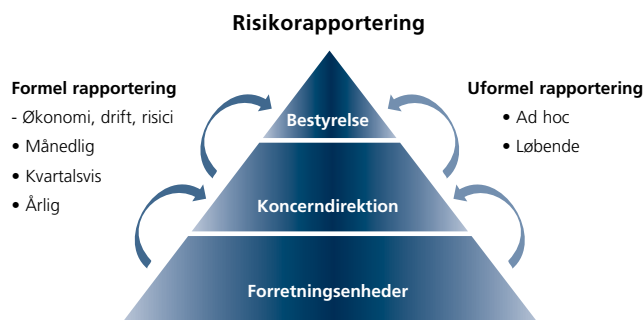 Risikorapportering
Formel rapportering
- Økonomi, drift, risici
• Månedlig
• Kvartalsvis
• Årlig
Uformel rapportering
• Ad hoc
• Løbende
Bestyrelse
Koncerndirektion
Forretningsenheder